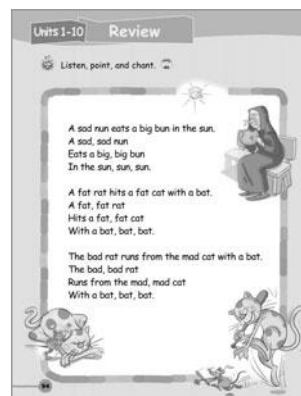 Units 1-10 Review
Listen, point, and chant.
A sad nun eats a big bun in the sun.
A sad, sad nun
Eats a big, big bun
In the sun, sun, sun.
A fat rat hits a fat cat with a bat.
A fat, fat rat
Hits a fat, fat cat
With a bat, bat, bat.
The bad rat runs from the mad cat with a bat.
The bad, bad rat
Runs from the mad, mad cat
With a bat, bat, bat.